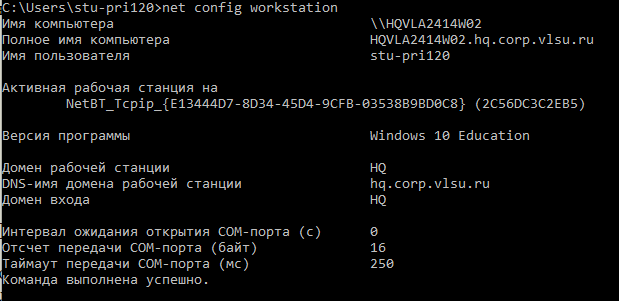 C:\Users\stu-pri120>net config workstation
Имя компьютера \\HQVLA2414W02
Полное имя компьютера HQVLA2414W02.hq.corp.vlsu.ru
Имя пользователя stu-pri120
Активная рабочая станция на
NetBT_Tcpip_{E13444D7-8D34-45D4-9CFB-03538B9BD0C8} (2C56DC3C2EB5)
Версия программы Windows 10 Education
Домен рабочей станции HQ
DNS-имя домена рабочей станции hq.corp.vlsu.ru
Домен входа HQ
Интервал ожидания открытия COM-порта (с) 0
Отсчет передачи COM-порта (байт) 16
Таймаут передачи COM-порта (мс) 250
Команда выполнена успешно.